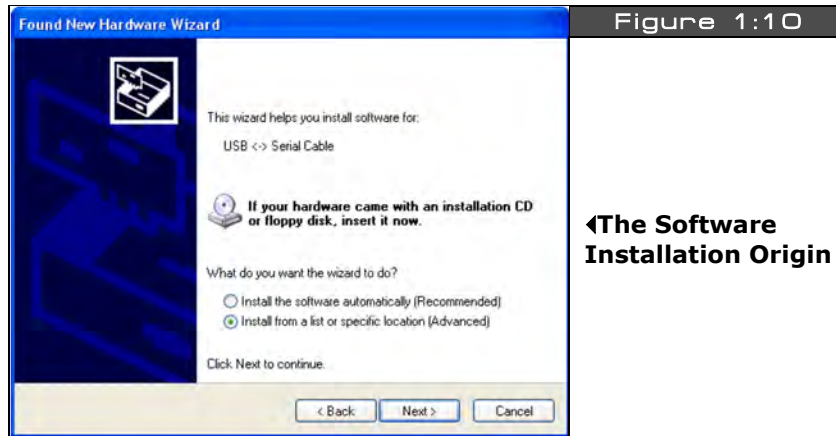 Found New Hardware Wizard
This wizard helps you install software for:
USB <-> Serial Cable
If your hardware came with an installation CD
or floppy disk, insert it now.
What do you want the wizard to do?
Install the software automatically (Recommended)
Install from a list or specific location (Advanced)
Click Next to continue.
< Back
Next >
Cancel
Figure 1:10
The Software
Installation Origin